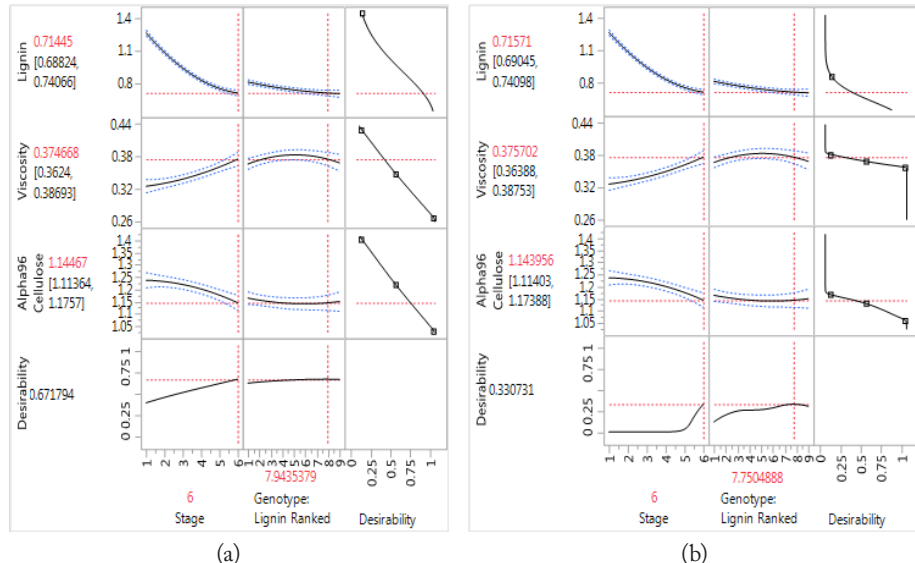 Lignin
0.71445
[0.68824,
0.74066]
1.4
1.1
0.8
Viscosity
0.374668
[0.3624,
0.38693]
0.44
0.38
0.32
0.26
Alpha96
Cellulose
1.14467
[1.11364,
1.1757]
1.4
1.35
1.3
1.25
1.2
1.15
1.1
1.05
Desirability
0.671794
1
0.75
0.25
0
1 2 3 4 5 6
1 2 3 4 5 6 7 8 9
0 0.25 0.5 0.75 1
6
Stage
7.9435379
Genotype:
Lignin Ranked
Desirability
(a)
Lignin
0.71571
[0.69045,
0.74098]
1.4
1.1
0.8
Viscosity
0.375702
[0.36388,
0.38753]
0.44
0.38
0.32
0.26
Alpha96
Cellulose
1.143956
[1.11403,
1.17388]
1.4
1.35
1.3
1.25
1.2
1.15
1.1
1.05
Desirability
0.330731
1
0.75
0.25
0
1 2 3 4 5 6
1 2 3 4 5 6 7 8 9
0 0.25 0.5 0.75 1
6
Stage
7.7504888
Genotype:
Lignin Ranked
Desirability
(b)